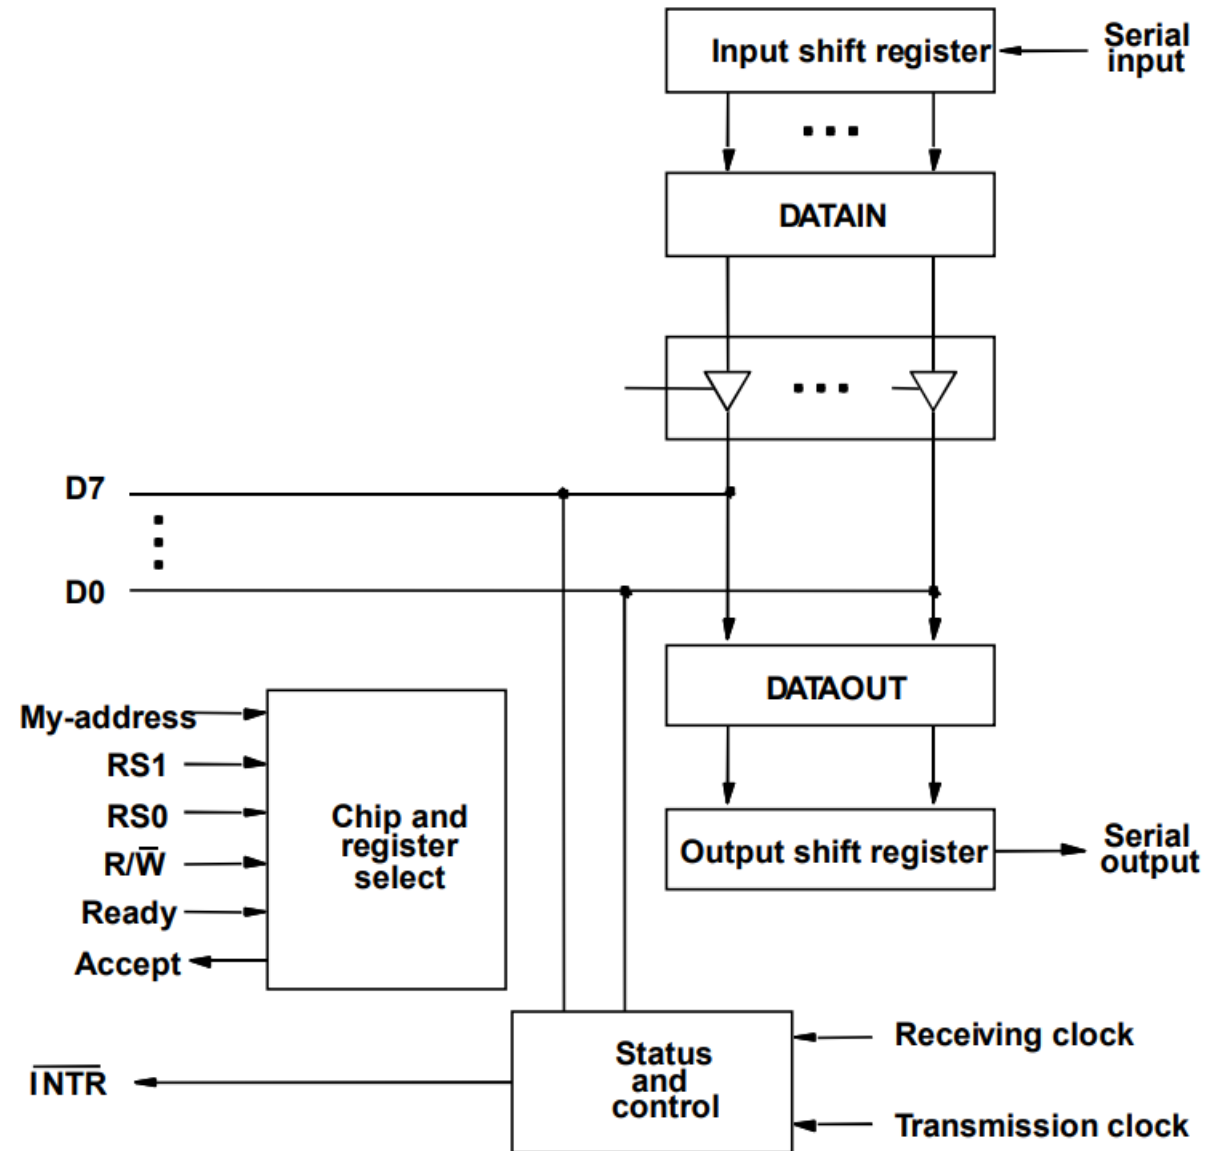 Input shift register
Serial
input
DATAIN
D7
D0
DATAOUT
My-address
RS1
RS0
R/W̅
Ready
Accept
Chip and
register
select
Output shift register
Serial
output
I̅N̅T̅R̅
Status
and
control
Receiving clock
Transmission clock